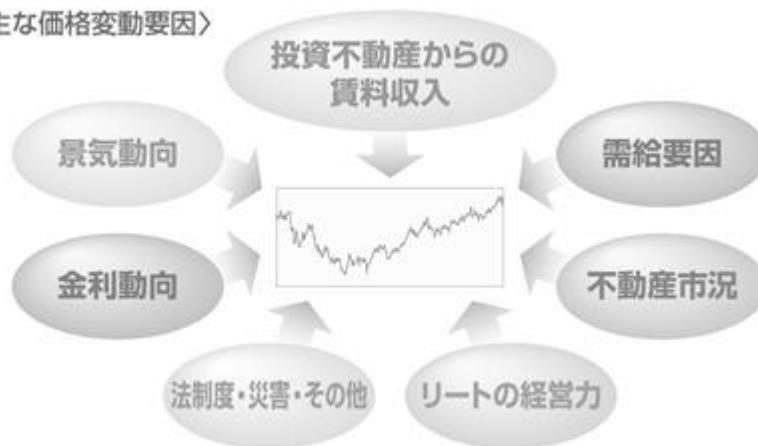 主な価格変動要因〉
投資不動産からの
賃料収入
景気動向
需給要因
金利動向
不動産市況
法制度・災害・その他
リートの経営力